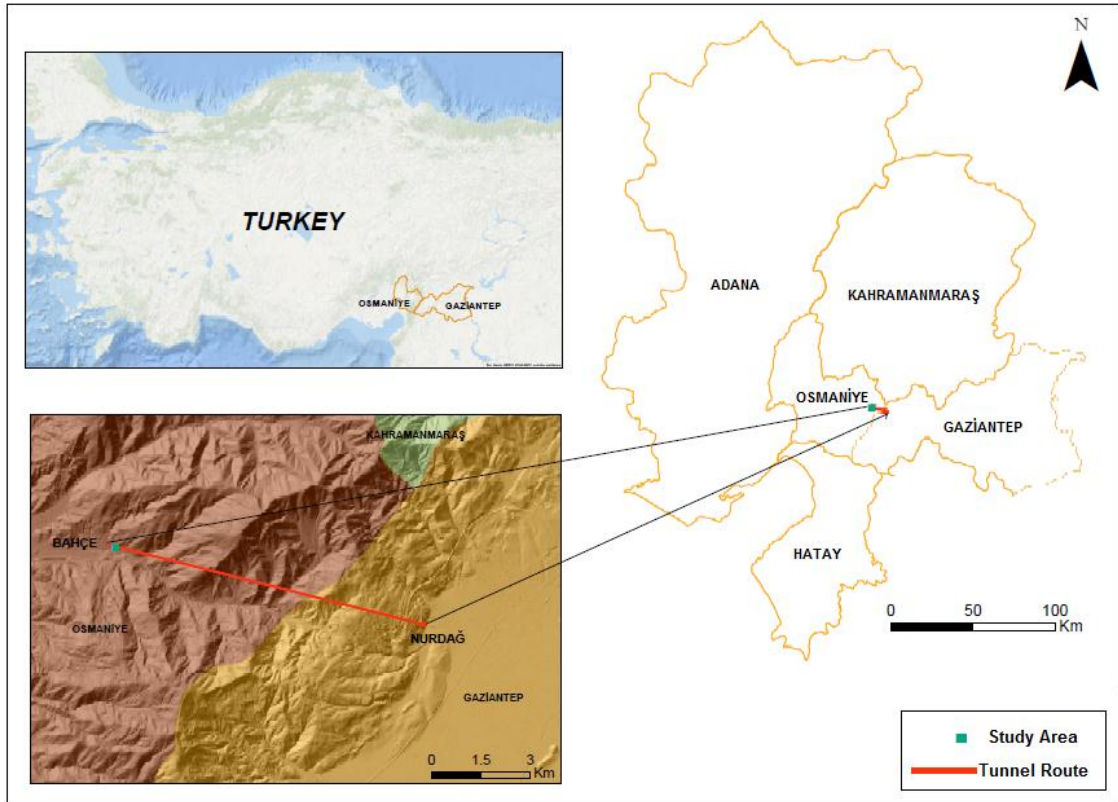 N
TURKEY
OSMANİYE
GAZİANTEP
ADANA
KAHRAMANMARAŞ
OSMANİYE
GAZİANTEP
HATAY
0 50 100
Km
KAHRAMANMARAŞ
BAHÇE
OSMANİYE
NURDAĞ
GAZİANTEP
0 1.5 3
Km
Study Area
Tunnel Route